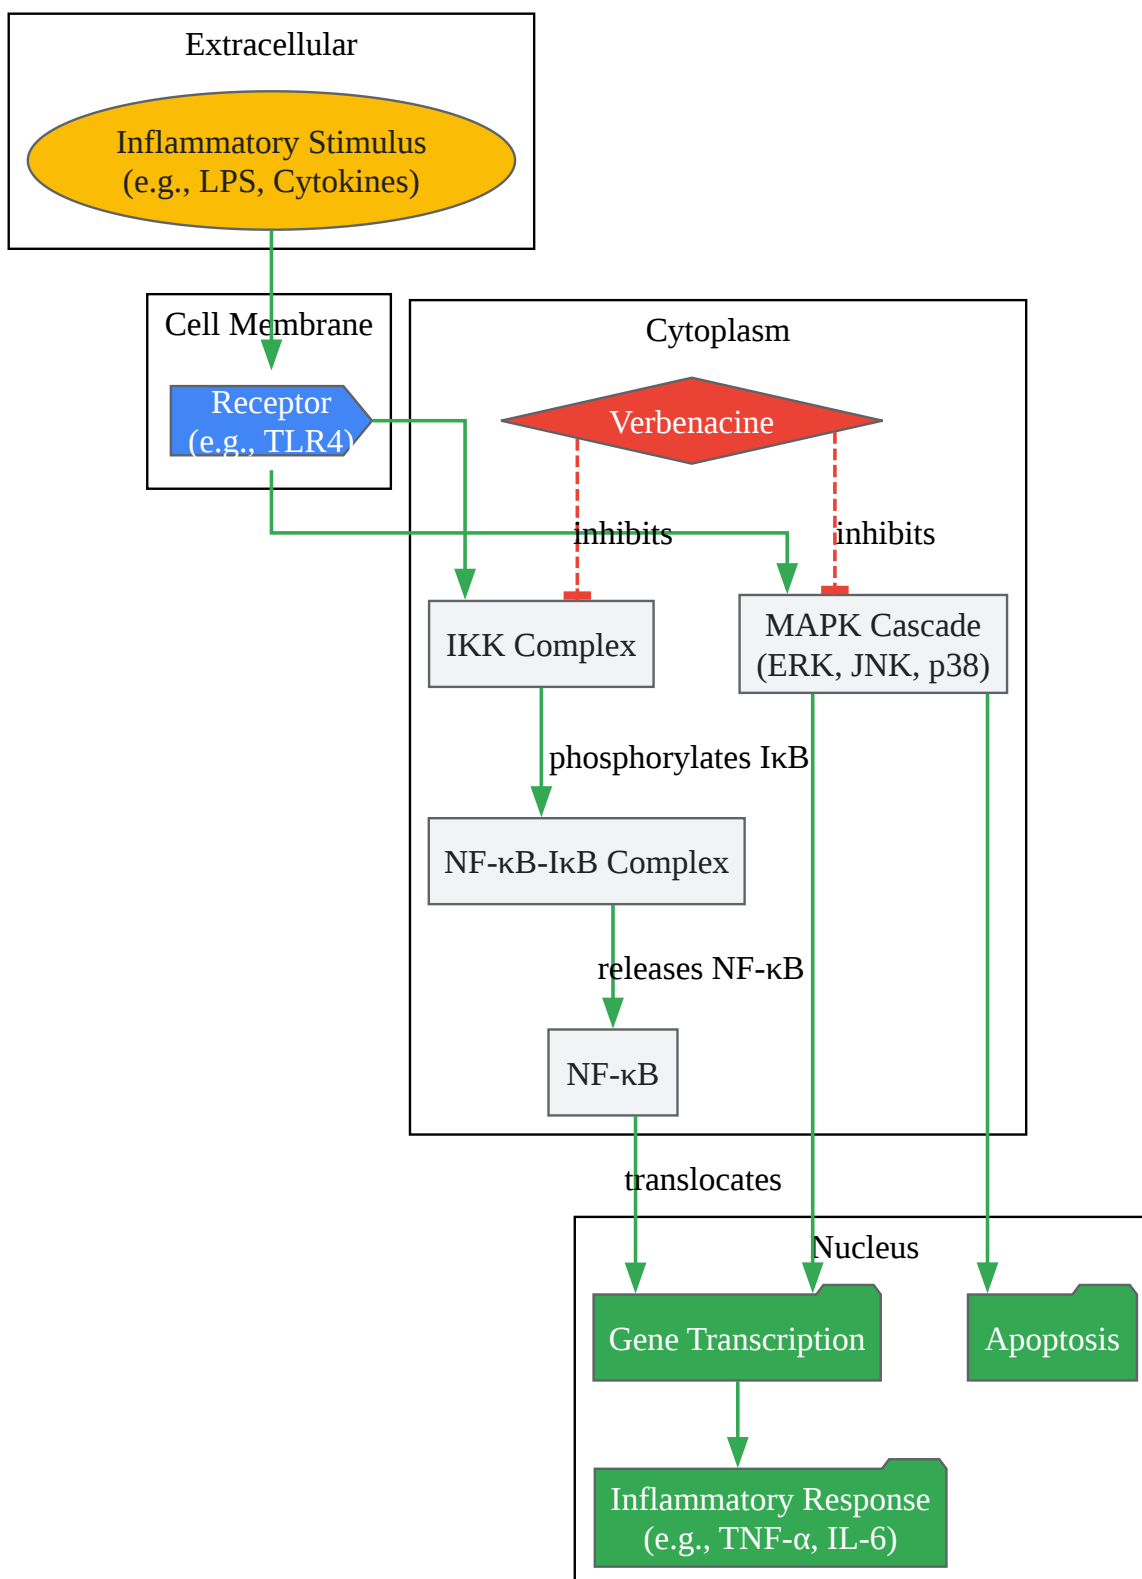 Extracellular
Inflammatory Stimulus
(e.g., LPS, Cytokines)
Cell Membrane
Receptor
(e.g., TLR4)
Cytoplasm
Verbenacine
inhibits
inhibits
IKK Complex
MAPK Cascade
(ERK, JNK, p38)
phosphorylates IκB
NF-κB-IκB Complex
releases NF-κB
NF-κB
translocates
Nucleus
Gene Transcription
Apoptosis
Inflammatory Response
(e.g., TNF-α, IL-6)